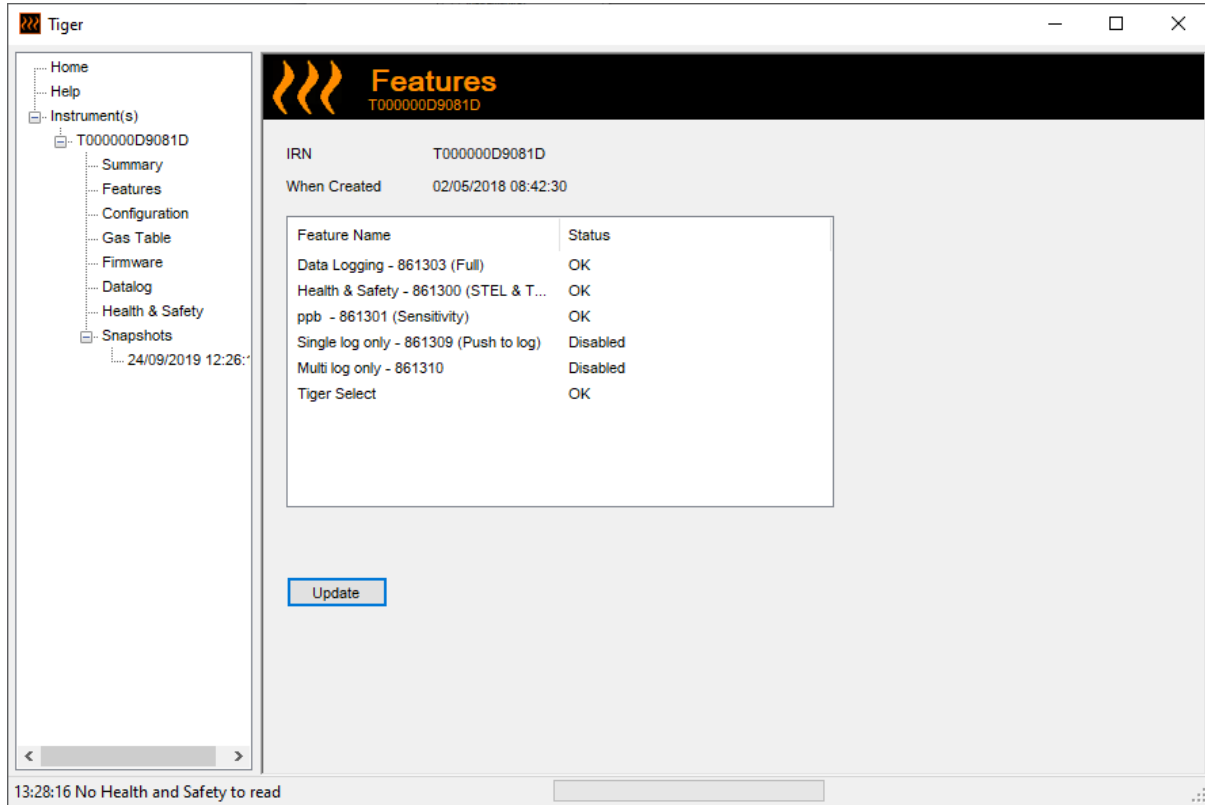 Tiger
Home
Help
Instrument(s)
T000000D9081D
Summary
Features
Configuration
Gas Table
Firmware
Datalog
Health & Safety
Snapshots
24/09/2019 12:26:
Features
T000000D9081D
IRN T000000D9081D
When Created 02/05/2018 08:42:30
Feature Name Status
Data Logging - 861303 (Full) OK
Health & Safety - 861300 (STEL & T... OK
ppb - 861301 (Sensitivity) OK
Single log only - 861309 (Push to log) Disabled
Multi log only - 861310 Disabled
Tiger Select OK
Update
13:28:16 No Health and Safety to read